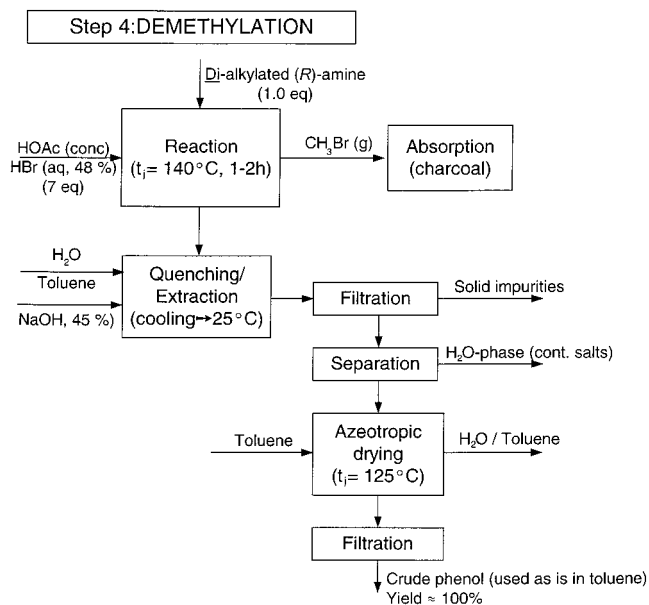 Step 4:DEMETHYLATION
Di-alkylated (R)-amine
(1.0 eq)
HOAc (conc)
HBr (aq, 48 %)
(7 eq)
Reaction
(tᵢ= 140°C, 1-2h)
CH₃Br (g)
Absorption
(charcoal)
H₂O
Toluene
NaOH, 45 %)
Quenching/
Extraction
(cooling→25°C)
Filtration
Solid impurities
Separation
H₂O-phase (cont. salts)
Toluene
Azeotropic
drying
(tᵢ= 125°C)
H₂O / Toluene
Filtration
Crude phenol (used as is in toluene)
Yield ≈ 100%